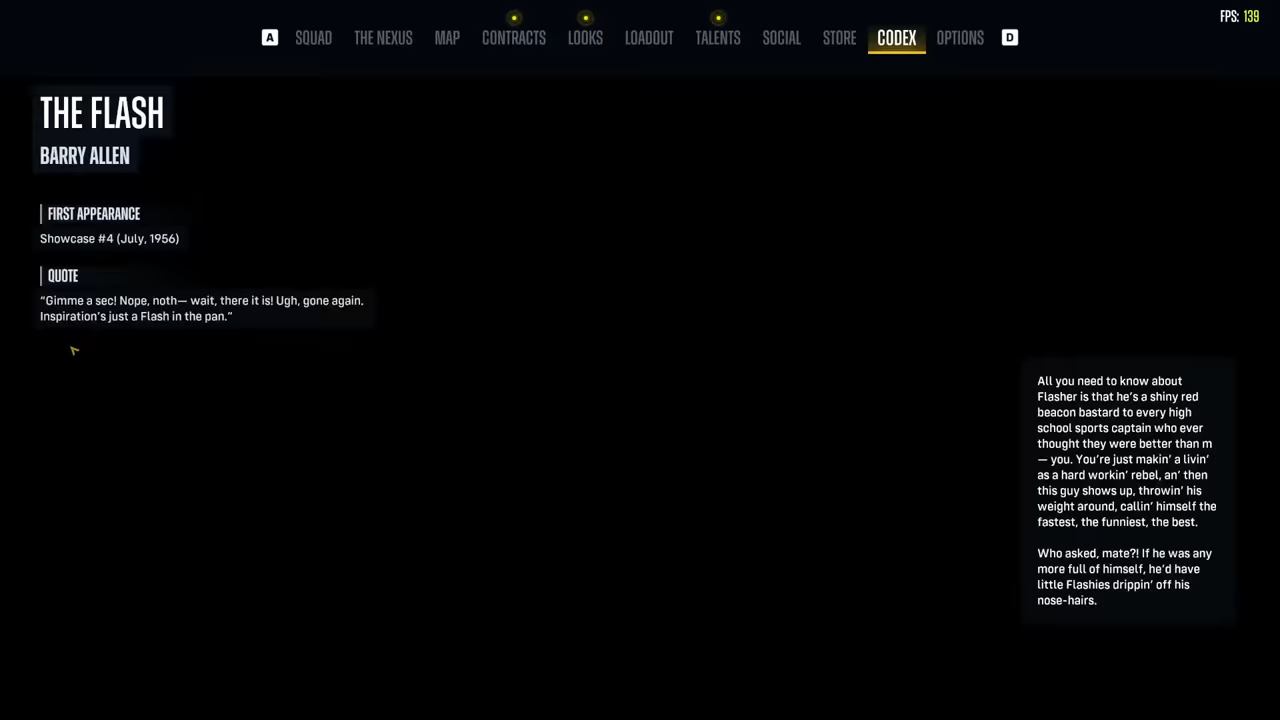 FPS: 139
A SQUAD THE NEXUS MAP CONTRACTS LOOKS LOADOUT TALENTS SOCIAL STORE CODEX OPTIONS D
THE FLASH
BARRY ALLEN
FIRST APPEARANCE
Showcase #4 (July, 1956)
QUOTE
“Gimme a sec! Nope, noth— wait, there it is! Ugh, gone again.
Inspiration’s just a Flash in the pan.”
All you need to know about
Flasher is that he’s a shiny red
beacon bastard to every high
school sports captain who ever
thought they were better than m
— you. You’re just makin’ a livin’
as a hard workin’ rebel, an’ then
this guy shows up, throwin’ his
weight around, callin’ himself the
fastest, the funniest, the best.
Who asked, mate?! If he was any
more full of himself, he’d have
little Flashies drippin’ off his
nose-hairs.